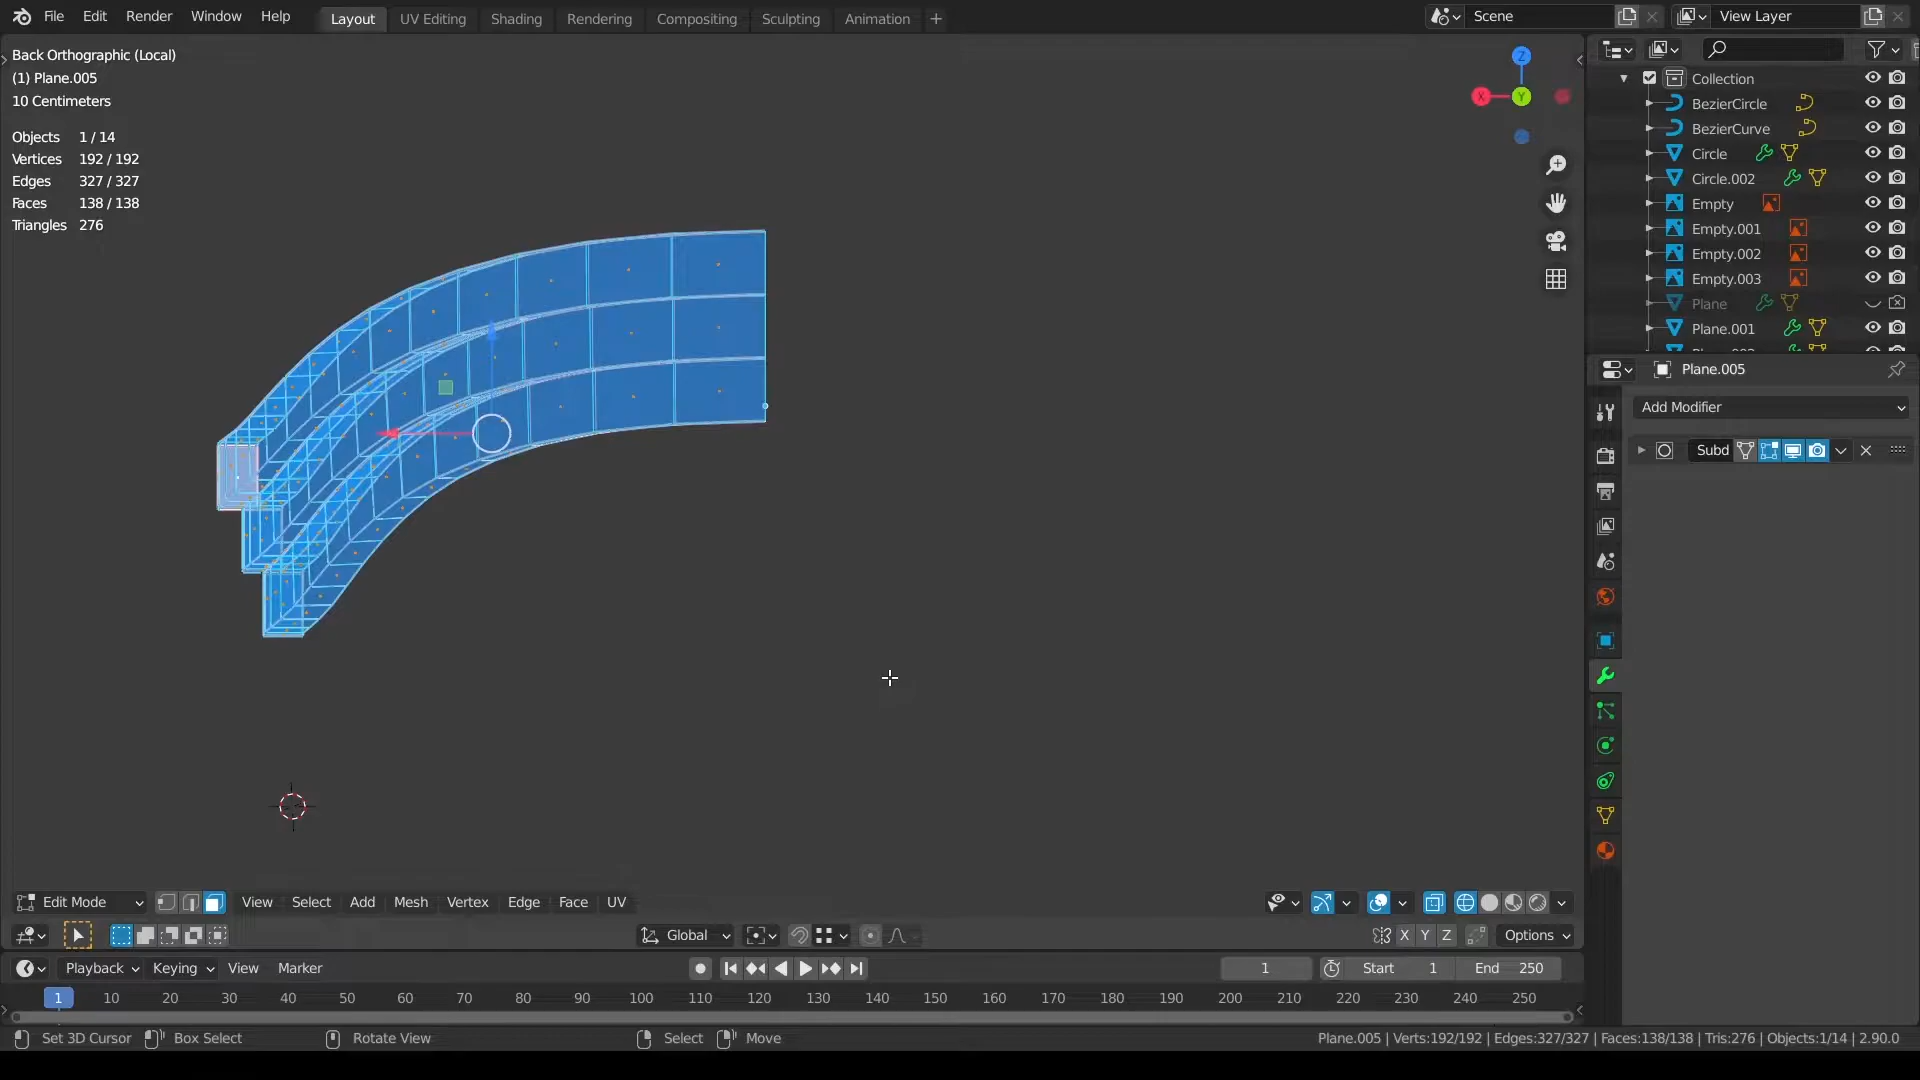 File Edit Render Window Help Layout UV Editing Shading Rendering Compositing Sculpting Animation + Scene View Layer
Back Orthographic (Local)
(1) Plane.005
10 Centimeters
Objects 1 / 14
Vertices 192 / 192
Edges 327 / 327
Faces 138 / 138
Triangles 276
Z
X Y
Collection
BezierCircle
BezierCurve
Circle
Circle.002
Empty
Empty.001
Empty.002
Empty.003
Plane
Plane.001
Plane.005
Add Modifier
Subd
Edit Mode View Select Add Mesh Vertex Edge Face UV
Global X Y Z Options
Playback Keying View Marker 1 Start 1 End 250
1 10 20 30 40 50 60 70 80 90 100 110 120 130 140 150 160 170 180 190 200 210 220 230 240 250
Set 3D Cursor Box Select Rotate View Select Move Plane.005 | Verts:192/192 | Edges:327/327 | Faces:138/138 | Tris:276 | Objects:1/14 | 2.90.0